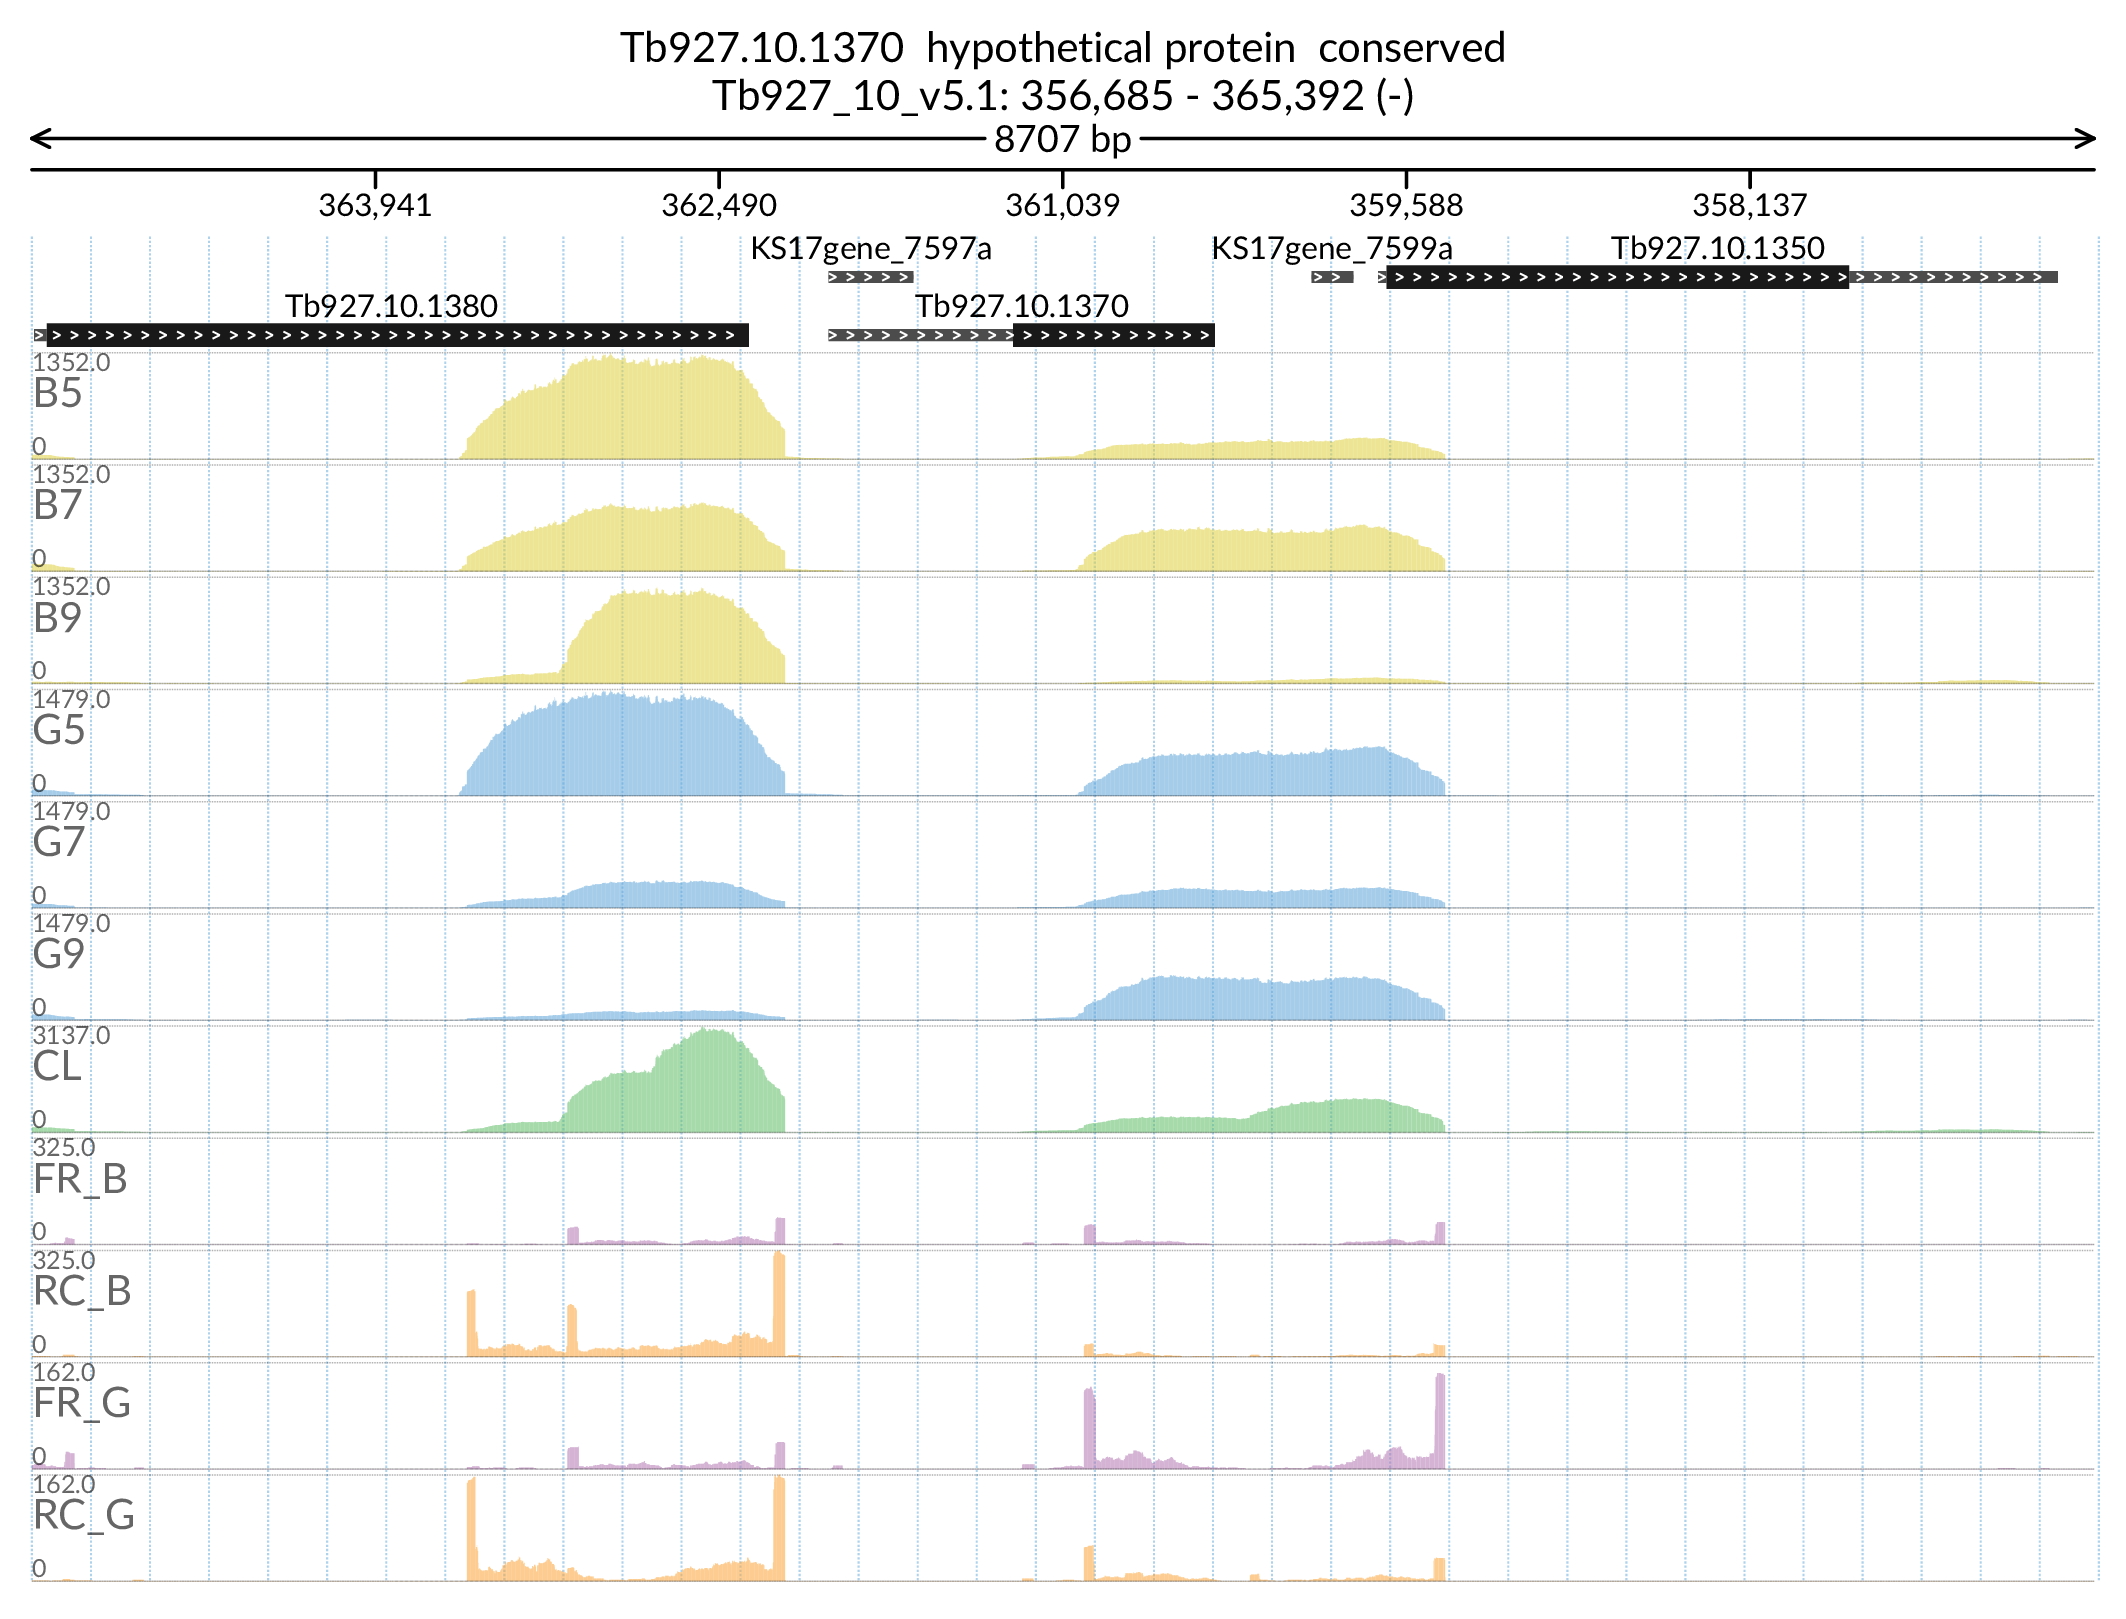 Tb927.10.1370  hypothetical protein  conserved
Tb927_10_v5.1: 356,685 - 365,392 (-)
8707 bp
363,941 362,490 361,039 359,588 358,137
KS17gene_7597a KS17gene_7599a Tb927.10.1350
Tb927.10.1380 Tb927.10.1370
1352.0
B5
0
1352.0
B7
0
1352.0
B9
0
1479.0
G5
0
1479.0
G7
0
1479.0
G9
0
3137.0
CL
0
325.0
FR_B
0
325.0
RC_B
0
162.0
FR_G
0
162.0
RC_G
0